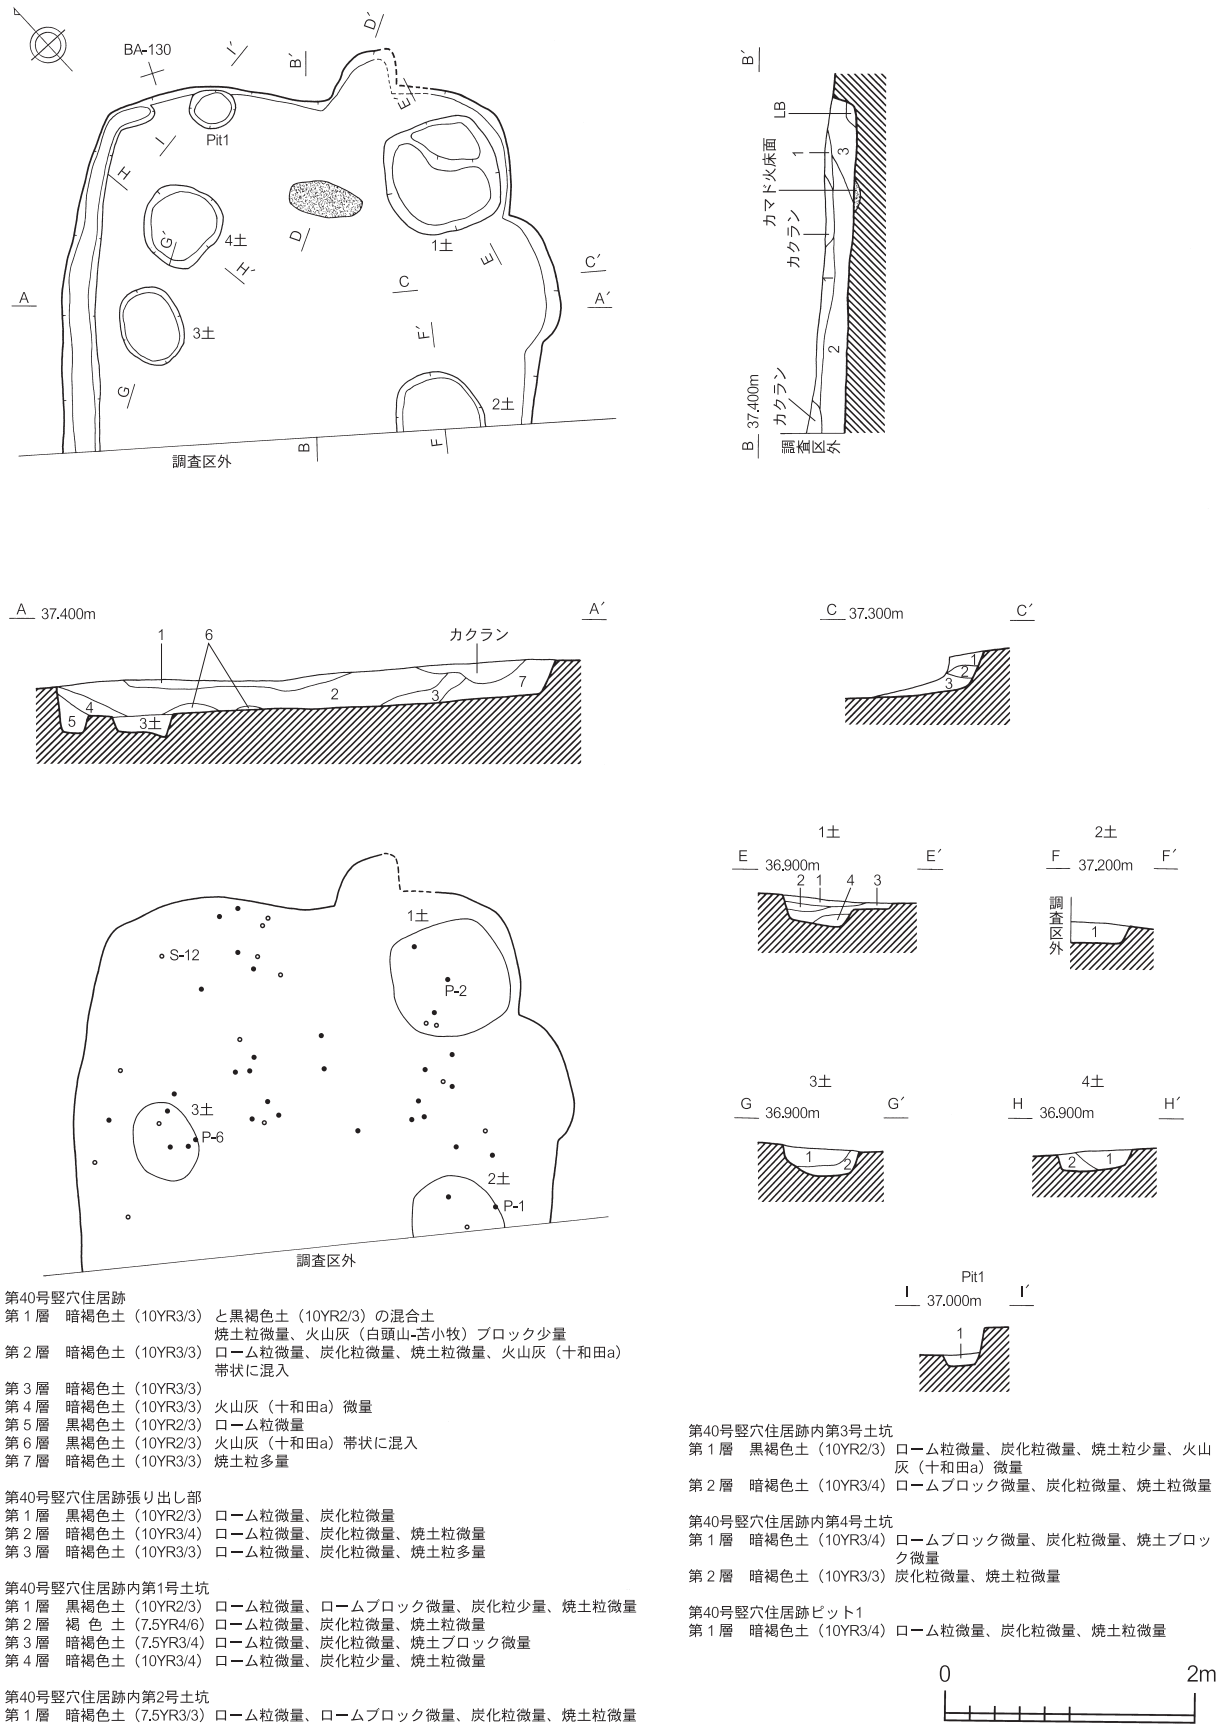 BA-130
I´
B´
D´
E´
Pit1
I
H
G´
4土
H´
D
1土
E
C´
C
A
A´
3土
F´
G
2土
B
F
調査区外
B´
LB
3
1
カマド火床面
カクラン
1
2
カクラン
B 37.400m
調査区外
A 37.400m A´
1 6 カクラン
2 3 7
4 5 3土
C 37.300m C´
1
2
3
1土
E 36.900m E´
2 1 4 3
2土
F 37.200m F´
調査区外
1
3土
G 36.900m G´
1 2
4土
H 36.900m H´
2 1
Pit1
I 37.000m I´
1
1土
S-12
P-2
3土
P-6
2土
P-1
調査区外
第40号竪穴住居跡
第1層 暗褐色土(10YR3/3) と黒褐色土(10YR2/3)の混合土
焼土粒微量、火山灰(白頭山-苫小牧)ブロック少量
第2層 暗褐色土(10YR3/3) ローム粒微量、炭化粒微量、焼土粒微量、火山灰(十和田a)
帯状に混入
第3層 暗褐色土(10YR3/3)
第4層 暗褐色土(10YR3/3) 火山灰(十和田a)微量
第5層 黒褐色土(10YR2/3) ローム粒微量
第6層 黒褐色土(10YR2/3) 火山灰(十和田a)帯状に混入
第7層 暗褐色土(10YR3/3) 焼土粒多量
第40号竪穴住居跡張り出し部
第1層 黒褐色土(10YR2/3) ローム粒微量、炭化粒微量
第2層 暗褐色土(10YR3/4) ローム粒微量、炭化粒微量、焼土粒微量
第3層 暗褐色土(10YR3/3) ローム粒微量、炭化粒微量、焼土粒多量
第40号竪穴住居跡内第1号土坑
第1層 黒褐色土(10YR2/3) ローム粒微量、ロームブロック微量、炭化粒少量、焼土粒微量
第2層 褐色土(7.5YR4/6) ローム粒微量、炭化粒微量、焼土粒微量
第3層 暗褐色土(7.5YR3/4) ローム粒微量、炭化粒微量、焼土ブロック微量
第4層 暗褐色土(10YR3/4) ローム粒微量、炭化粒少量、焼土粒微量
第40号竪穴住居跡内第2号土坑
第1層 暗褐色土(7.5YR3/3) ローム粒微量、ロームブロック微量、炭化粒微量、焼土粒微量
第40号竪穴住居跡内第3号土坑
第1層 黒褐色土(10YR2/3) ローム粒微量、炭化粒微量、焼土粒少量、火山
灰(十和田a)微量
第2層 暗褐色土(10YR3/4) ロームブロック微量、炭化粒微量、焼土粒微量
第40号竪穴住居跡内第4号土坑
第1層 暗褐色土(10YR3/4) ロームブロック微量、炭化粒微量、焼土ブロッ
ク微量
第2層 暗褐色土(10YR3/3) 炭化粒微量、焼土粒微量
第40号竪穴住居跡ピット1
第1層 暗褐色土(10YR3/4) ローム粒微量、炭化粒微量、焼土粒微量
0 2m